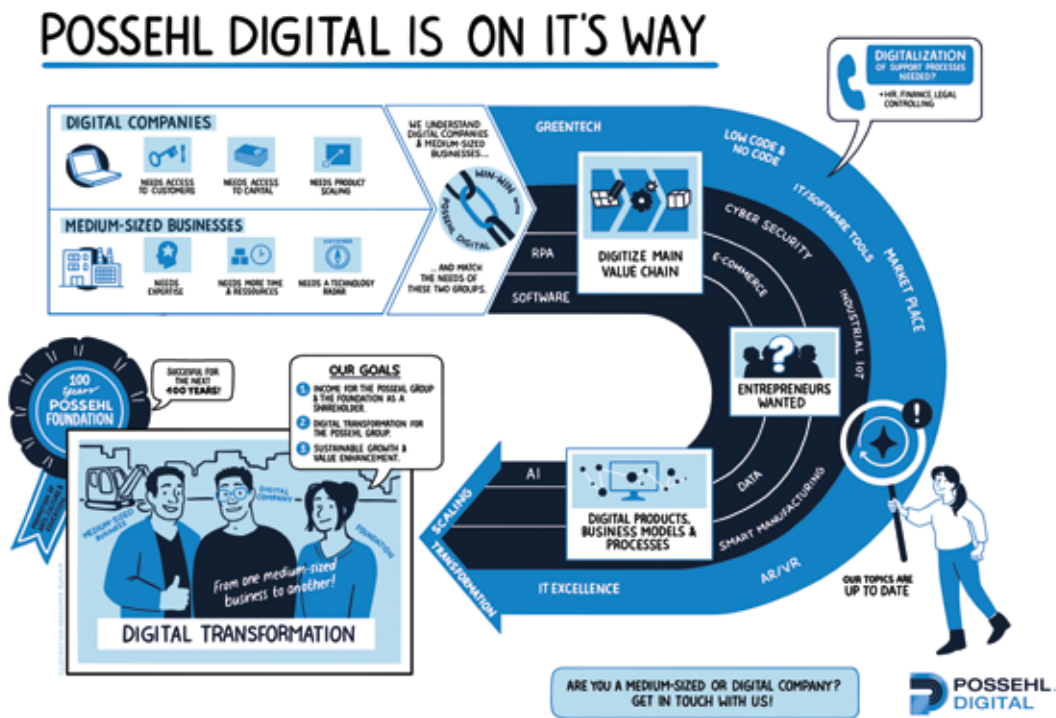 POSSEHL DIGITAL IS ON IT'S WAY
DIGITALIZATION
OF SUPPORT PROCESSES
NEEDED?
→ HR, FINANCE, LEGAL
CONTROLLING
DIGITAL COMPANIES
NEEDS ACCESS
TO CUSTOMERS
NEEDS ACCESS
TO CAPITAL
NEEDS PRODUCT
SCALING
MEDIUM-SIZED BUSINESSES
NEEDS
EXPERTISE
NEEDS MORE TIME
& RESSOURCES
NEEDS A TECHNOLOGY
RADAR
WE UNDERSTAND
DIGITAL COMPANIES
& MEDIUM-SIZED
BUSINESSES...
WIN-WIN
POSSEHL DIGITAL
... AND MATCH
THE NEEDS OF
THESE TWO GROUPS.
GREENTECH
LOW CODE &
NO CODE
IT/SOFTWARE TOOLS
MARKET PLACE
RPA
SOFTWARE
DIGITIZE MAIN
VALUE CHAIN
CYBER SECURITY
E-COMMERCE
INDUSTRIAL IOT
?
ENTREPRENEURS
WANTED
!
AI
DIGITAL PRODUCTS,
BUSINESS MODELS &
PROCESSES
DATA
SMART MANUFACTURING
SCALING
TRANSFORMATION
IT EXCELLENCE
AR/VR
OUR TOPICS ARE
UP TO DATE
100
Years
POSSEHL
FOUNDATION
SUCCESFUL FOR
THE NEXT
400 YEARS!
OUR GOALS
1 INCOME FOR THE POSSEHL GROUP
& THE FOUNDATION AS A
SHAREHOLDER.
2 DIGITAL TRANSFORMATION FOR
THE POSSEHL GROUP.
3 SUSTAINABLE GROWTH &
VALUE ENHANCEMENT.
MEDIUM-SIZED
BUSINESS
DIGITAL
COMPANY
FOUNDATION
From one medium-sized
business to another!
DIGITAL TRANSFORMATION
ARE YOU A MEDIUM-SIZED OR DIGITAL COMPANY?
GET IN TOUCH WITH US!
POSSEHL.
DIGITAL